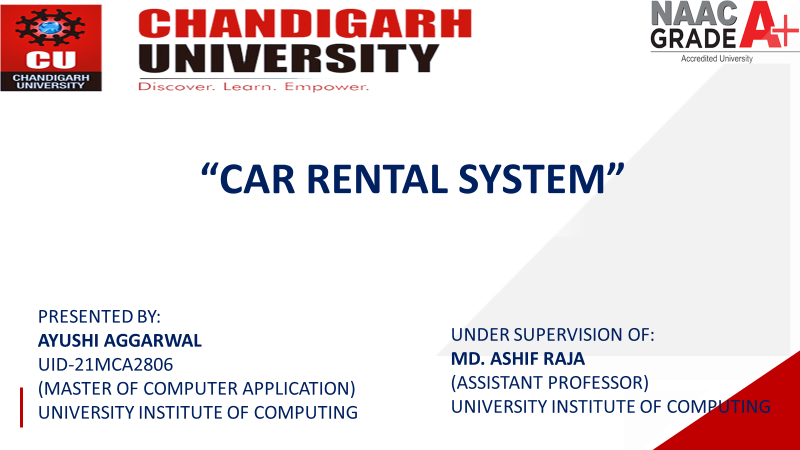 CU
CHANDIGARH
UNIVERSITY
CHANDIGARH
UNIVERSITY
Discover. Learn. Empower.
NAAC
GRADE A+
Accredited University
“CAR RENTAL SYSTEM”
PRESENTED BY:
AYUSHI AGGARWAL
UID-21MCA2806
(MASTER OF COMPUTER APPLICATION)
UNIVERSITY INSTITUTE OF COMPUTING
UNDER SUPERVISION OF:
MD. ASHIF RAJA
(ASSISTANT PROFESSOR)
UNIVERSITY INSTITUTE OF COMPUTING